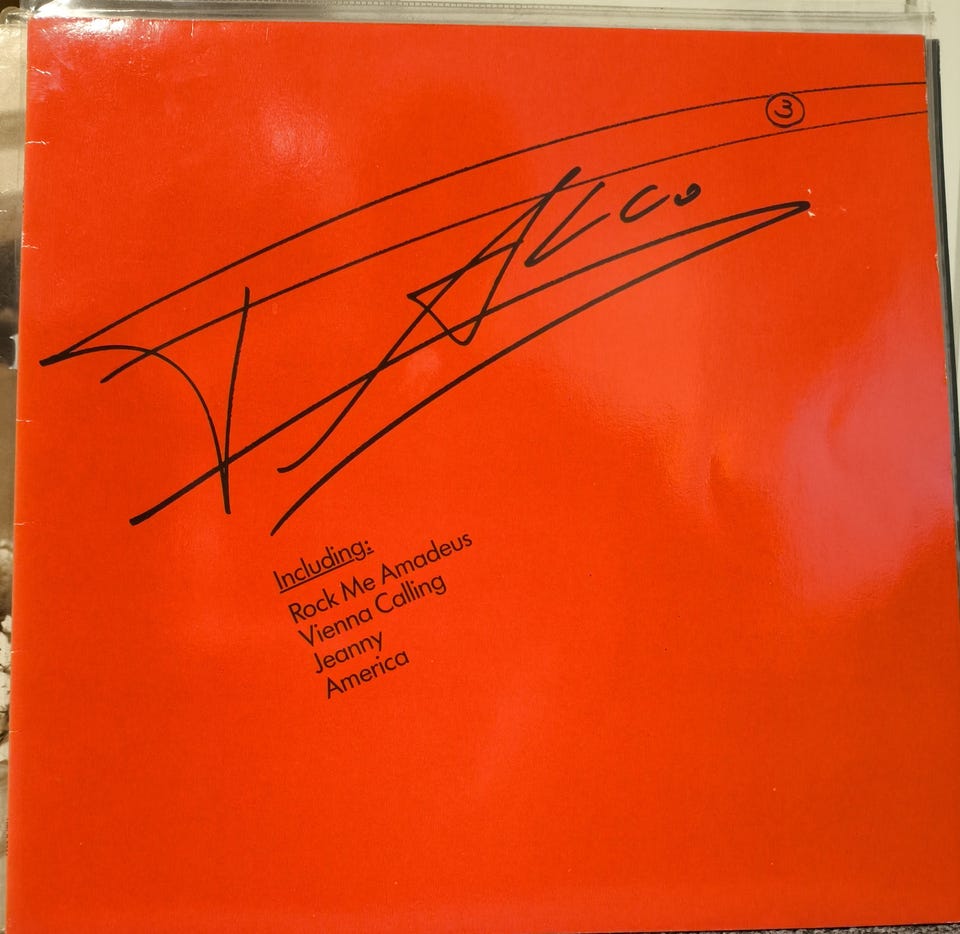 3
FALCO
Including:
Rock Me Amadeus
Vienna Calling
Jeanny
America